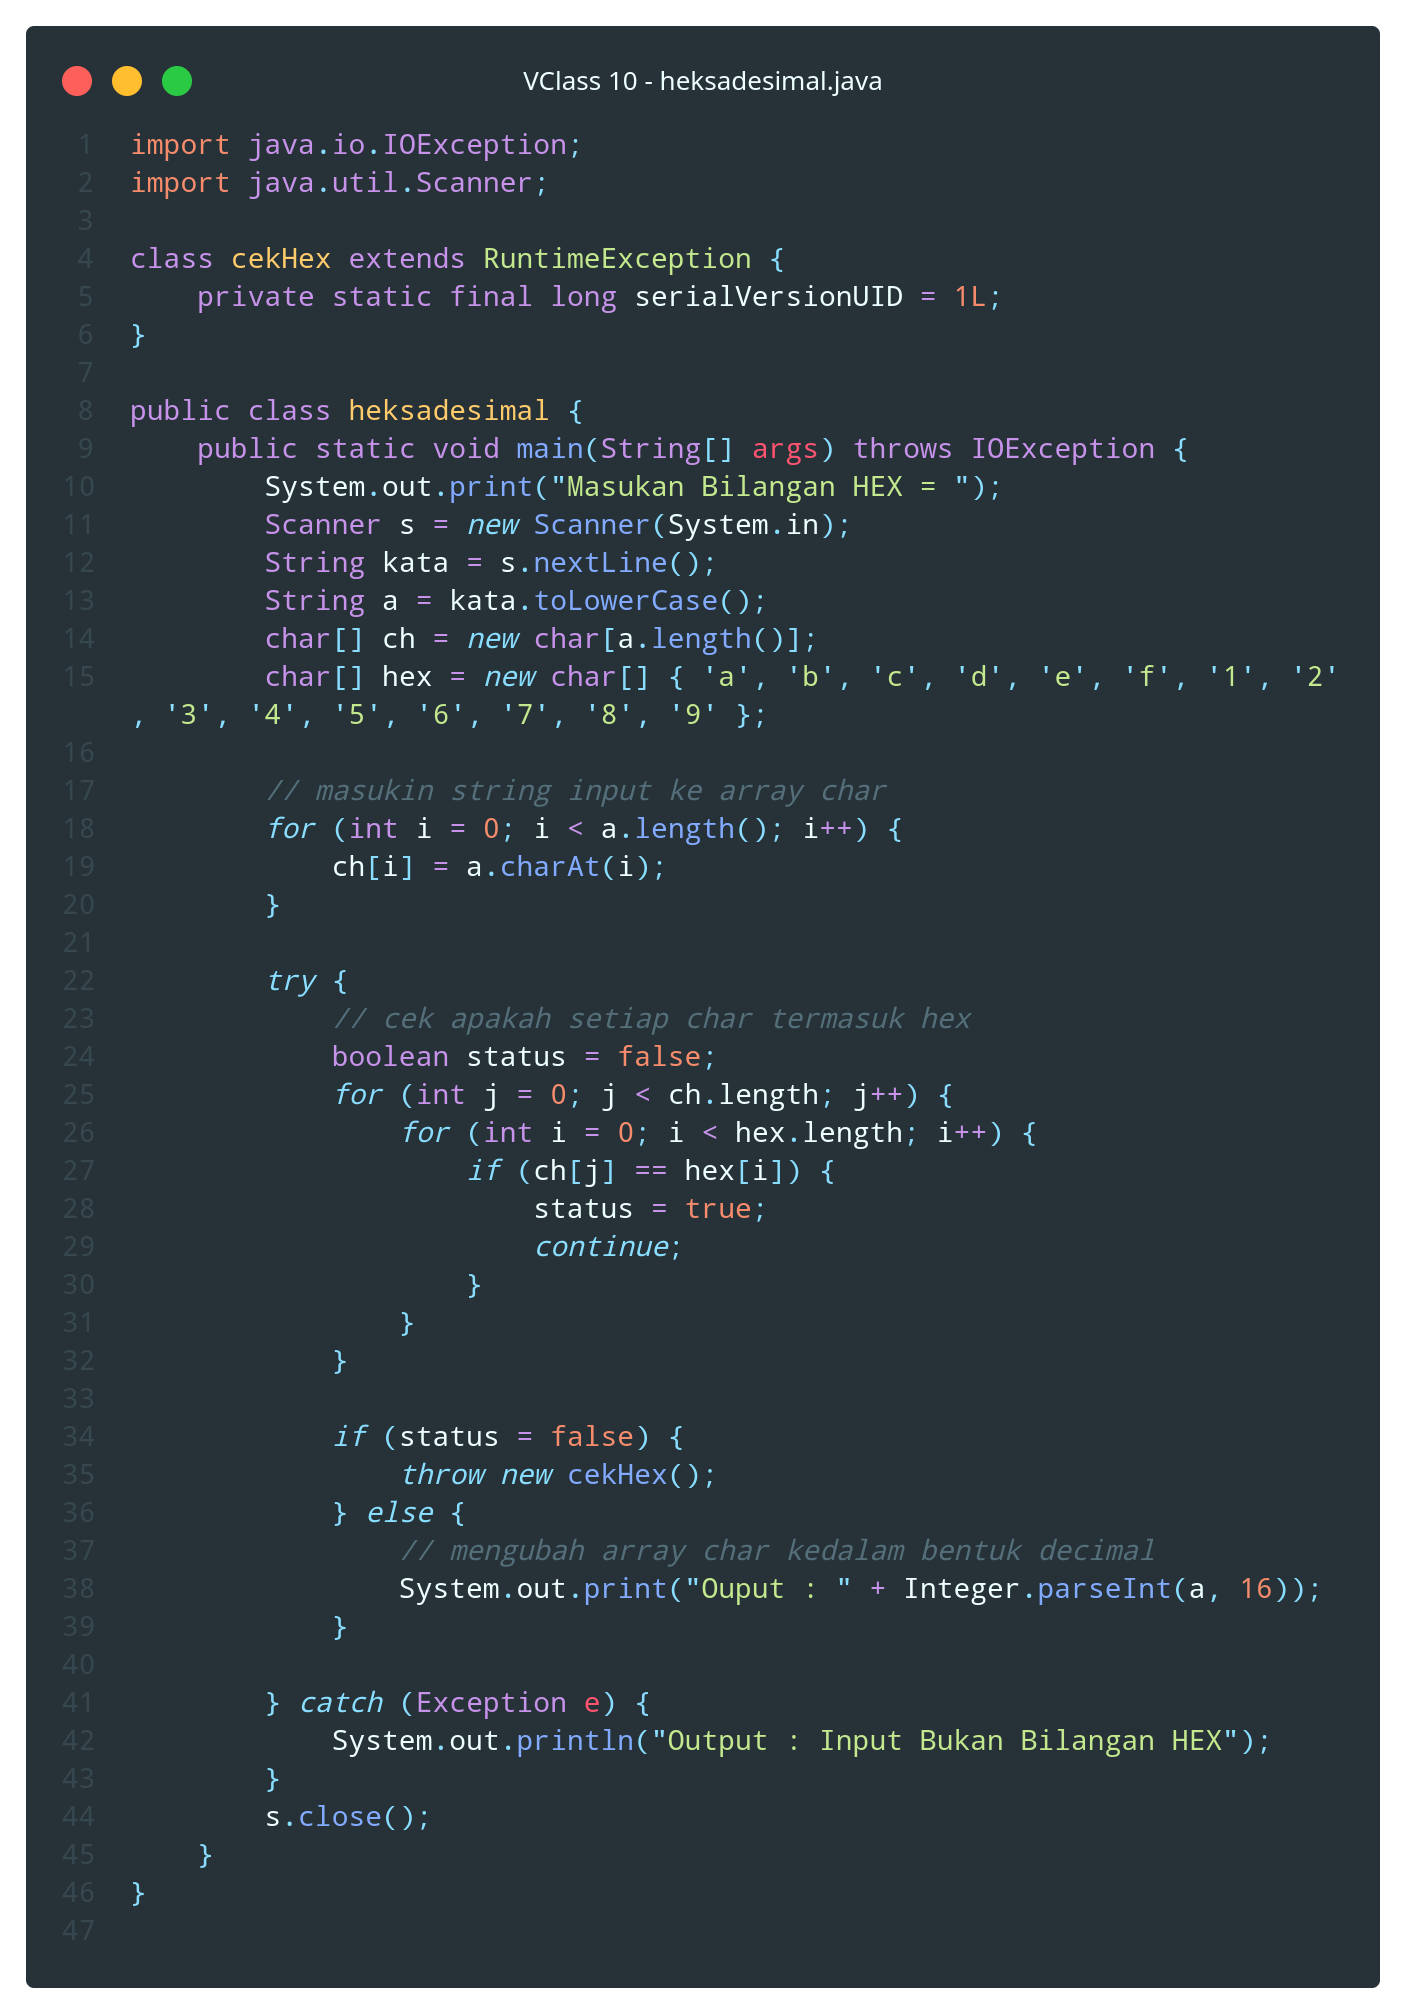 VClass 10 - heksadesimal.java
1 import java.io.IOException;
2 import java.util.Scanner;
3
4 class cekHex extends RuntimeException {
5     private static final long serialVersionUID = 1L;
6 }
7
8 public class heksadesimal {
9     public static void main(String[] args) throws IOException {
10         System.out.print("Masukan Bilangan HEX = ");
11         Scanner s = new Scanner(System.in);
12         String kata = s.nextLine();
13         String a = kata.toLowerCase();
14         char[] ch = new char[a.length()];
15         char[] hex = new char[] { 'a', 'b', 'c', 'd', 'e', 'f', '1', '2'
, '3', '4', '5', '6', '7', '8', '9' };
16
17         // masukin string input ke array char
18         for (int i = 0; i < a.length(); i++) {
19             ch[i] = a.charAt(i);
20         }
21
22         try {
23             // cek apakah setiap char termasuk hex
24             boolean status = false;
25             for (int j = 0; j < ch.length; j++) {
26                 for (int i = 0; i < hex.length; i++) {
27                     if (ch[j] == hex[i]) {
28                         status = true;
29                         continue;
30                     }
31                 }
32             }
33
34             if (status = false) {
35                 throw new cekHex();
36             } else {
37                 // mengubah array char kedalam bentuk decimal
38                 System.out.print("Ouput : " + Integer.parseInt(a, 16));
39             }
40
41         } catch (Exception e) {
42             System.out.println("Output : Input Bukan Bilangan HEX");
43         }
44         s.close();
45     }
46 }
47